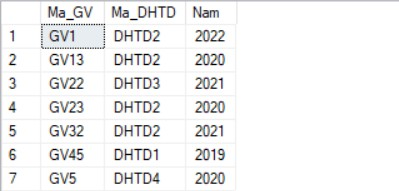 Ma_GV Ma_DHTD Nam
1 GV1 DHTD2 2022
2 GV13 DHTD2 2020
3 GV22 DHTD3 2021
4 GV23 DHTD2 2020
5 GV32 DHTD2 2021
6 GV45 DHTD1 2019
7 GV5 DHTD4 2020